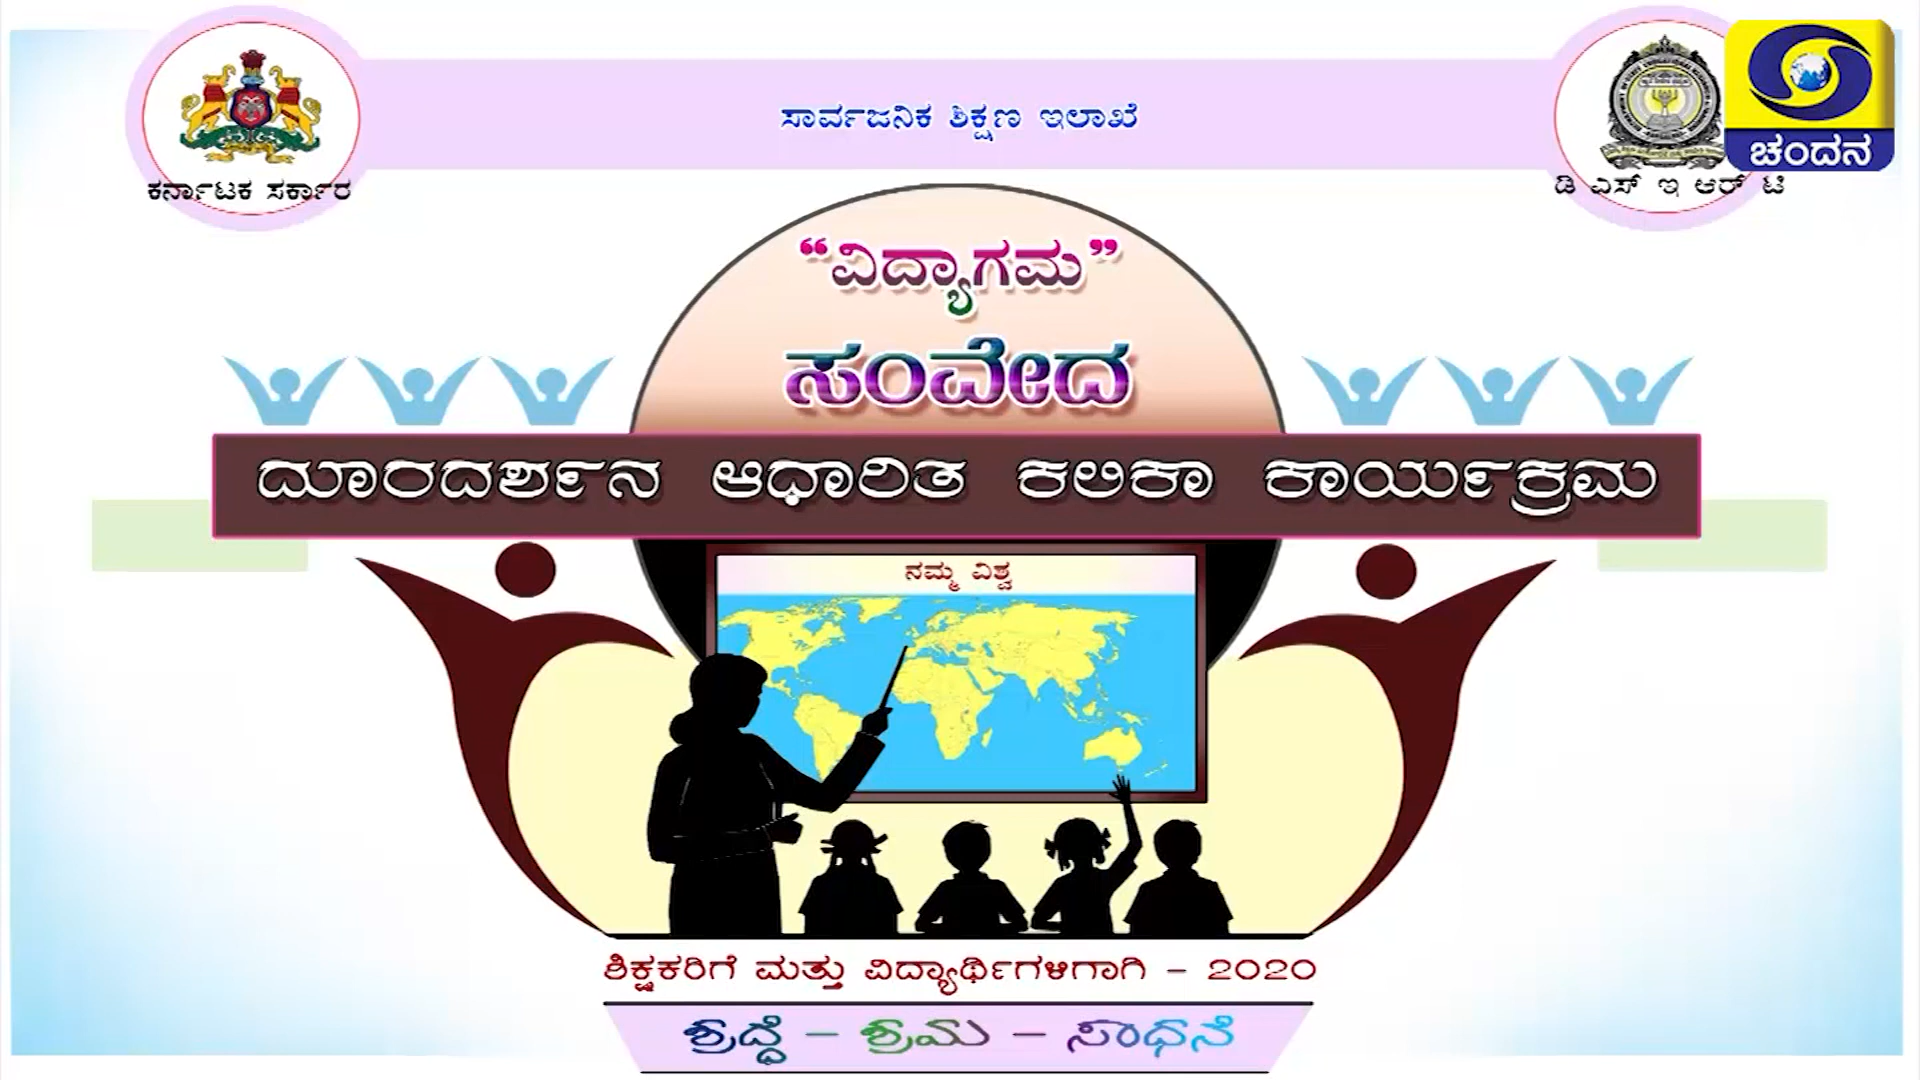 ಸಾರ್ವಜನಿಕ ಶಿಕ್ಷಣ ಇಲಾಖೆ
ಚಂದನ
ಕರ್ನಾಟಕ ಸರ್ಕಾರ
ಡಿ ಎಸ್ ಇ ಆರ್ ಟಿ
“ವಿದ್ಯಾಗಮ”
ಸಂವೇದ
ದೂರದರ್ಶನ ಆಧಾರಿತ ಕಲಿಕಾ ಕಾರ್ಯಕ್ರಮ
ನಮ್ಮ ವಿಶ್ವ
ಶಿಕ್ಷಕರಿಗೆ ಮತ್ತು ವಿದ್ಯಾರ್ಥಿಗಳಿಗಾಗಿ - 2020
ಶ್ರದ್ಧೆ - ಶ್ರಮ - ಸಾಧನೆ